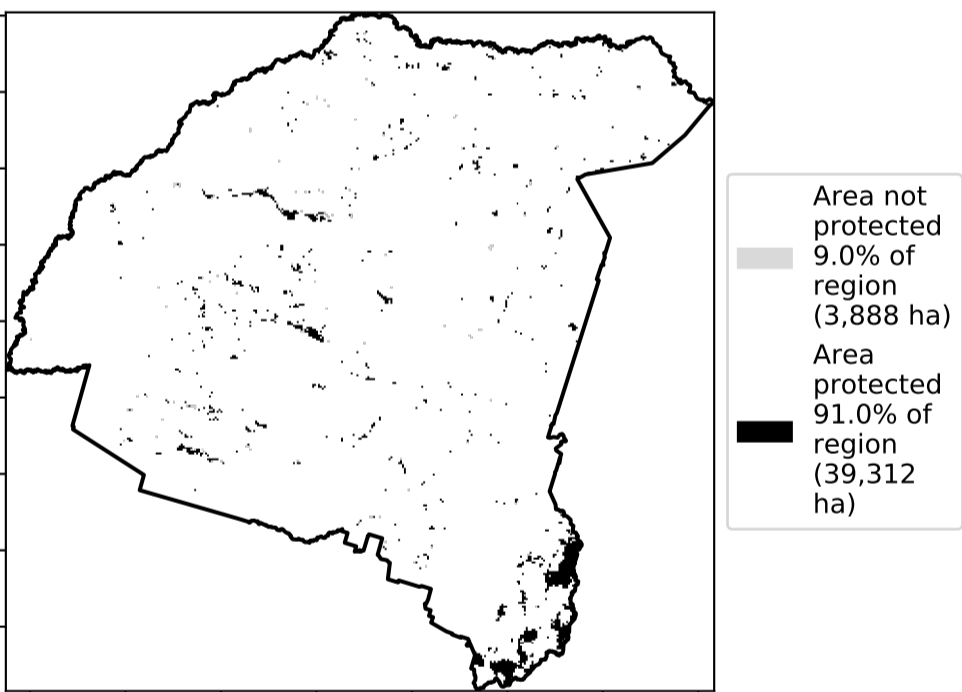 Area not
protected
9.0% of
region
(3,888 ha)
Area
protected
91.0% of
region
(39,312
ha)